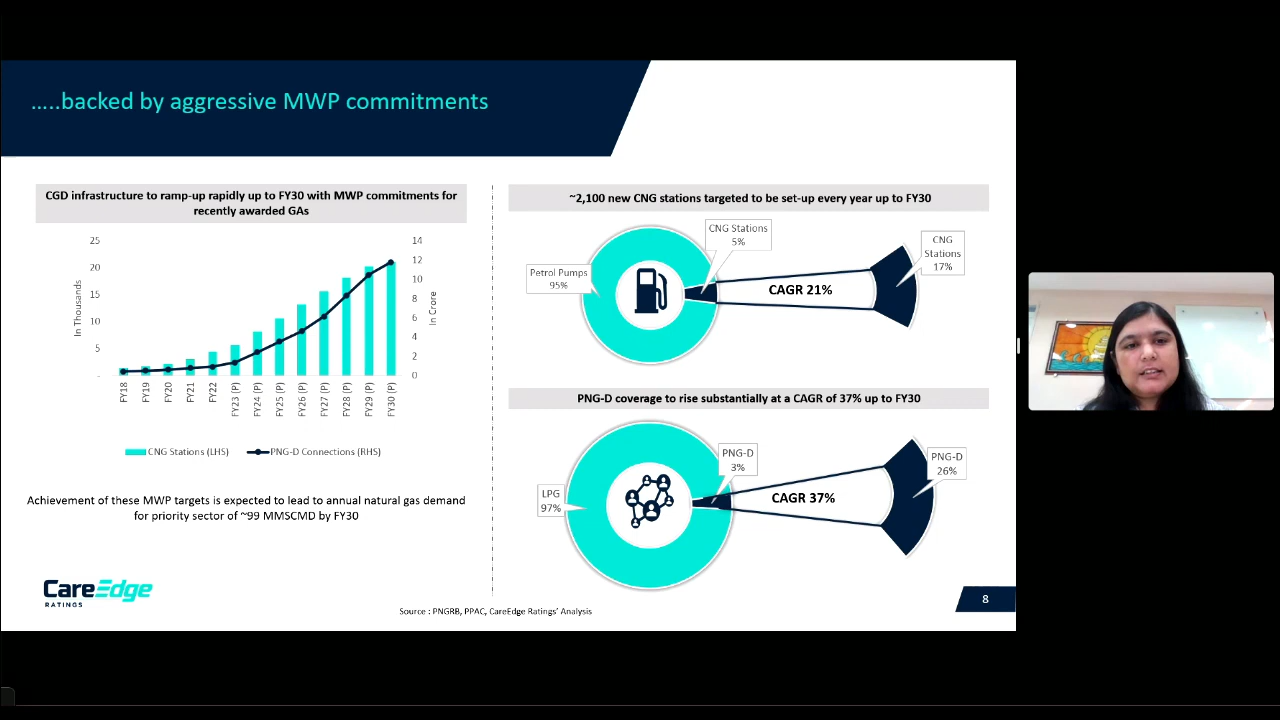 …..backed by aggressive MWP commitments
CGD infrastructure to ramp-up rapidly up to FY30 with MWP commitments for
recently awarded GAs
25
20
15
10
5
-
In Thousands
14
12
10
8
6
4
2
0
In Crore
FY18
FY19
FY20
FY21
FY22
FY23 (P)
FY24 (P)
FY25 (P)
FY26 (P)
FY27 (P)
FY28 (P)
FY29 (P)
FY30 (P)
CNG Stations (LHS)
PNG-D Connections (RHS)
Achievement of these MWP targets is expected to lead to annual natural gas demand
for priority sector of ~99 MMSCMD by FY30
~2,100 new CNG stations targeted to be set-up every year up to FY30
Petrol Pumps
95%
CNG Stations
5%
CAGR 21%
CNG
Stations
17%
PNG-D coverage to rise substantially at a CAGR of 37% up to FY30
LPG
97%
PNG-D
3%
CAGR 37%
PNG-D
26%
CareEdge
RATINGS
Source : PNGRB, PPAC, CareEdge Ratings' Analysis
8